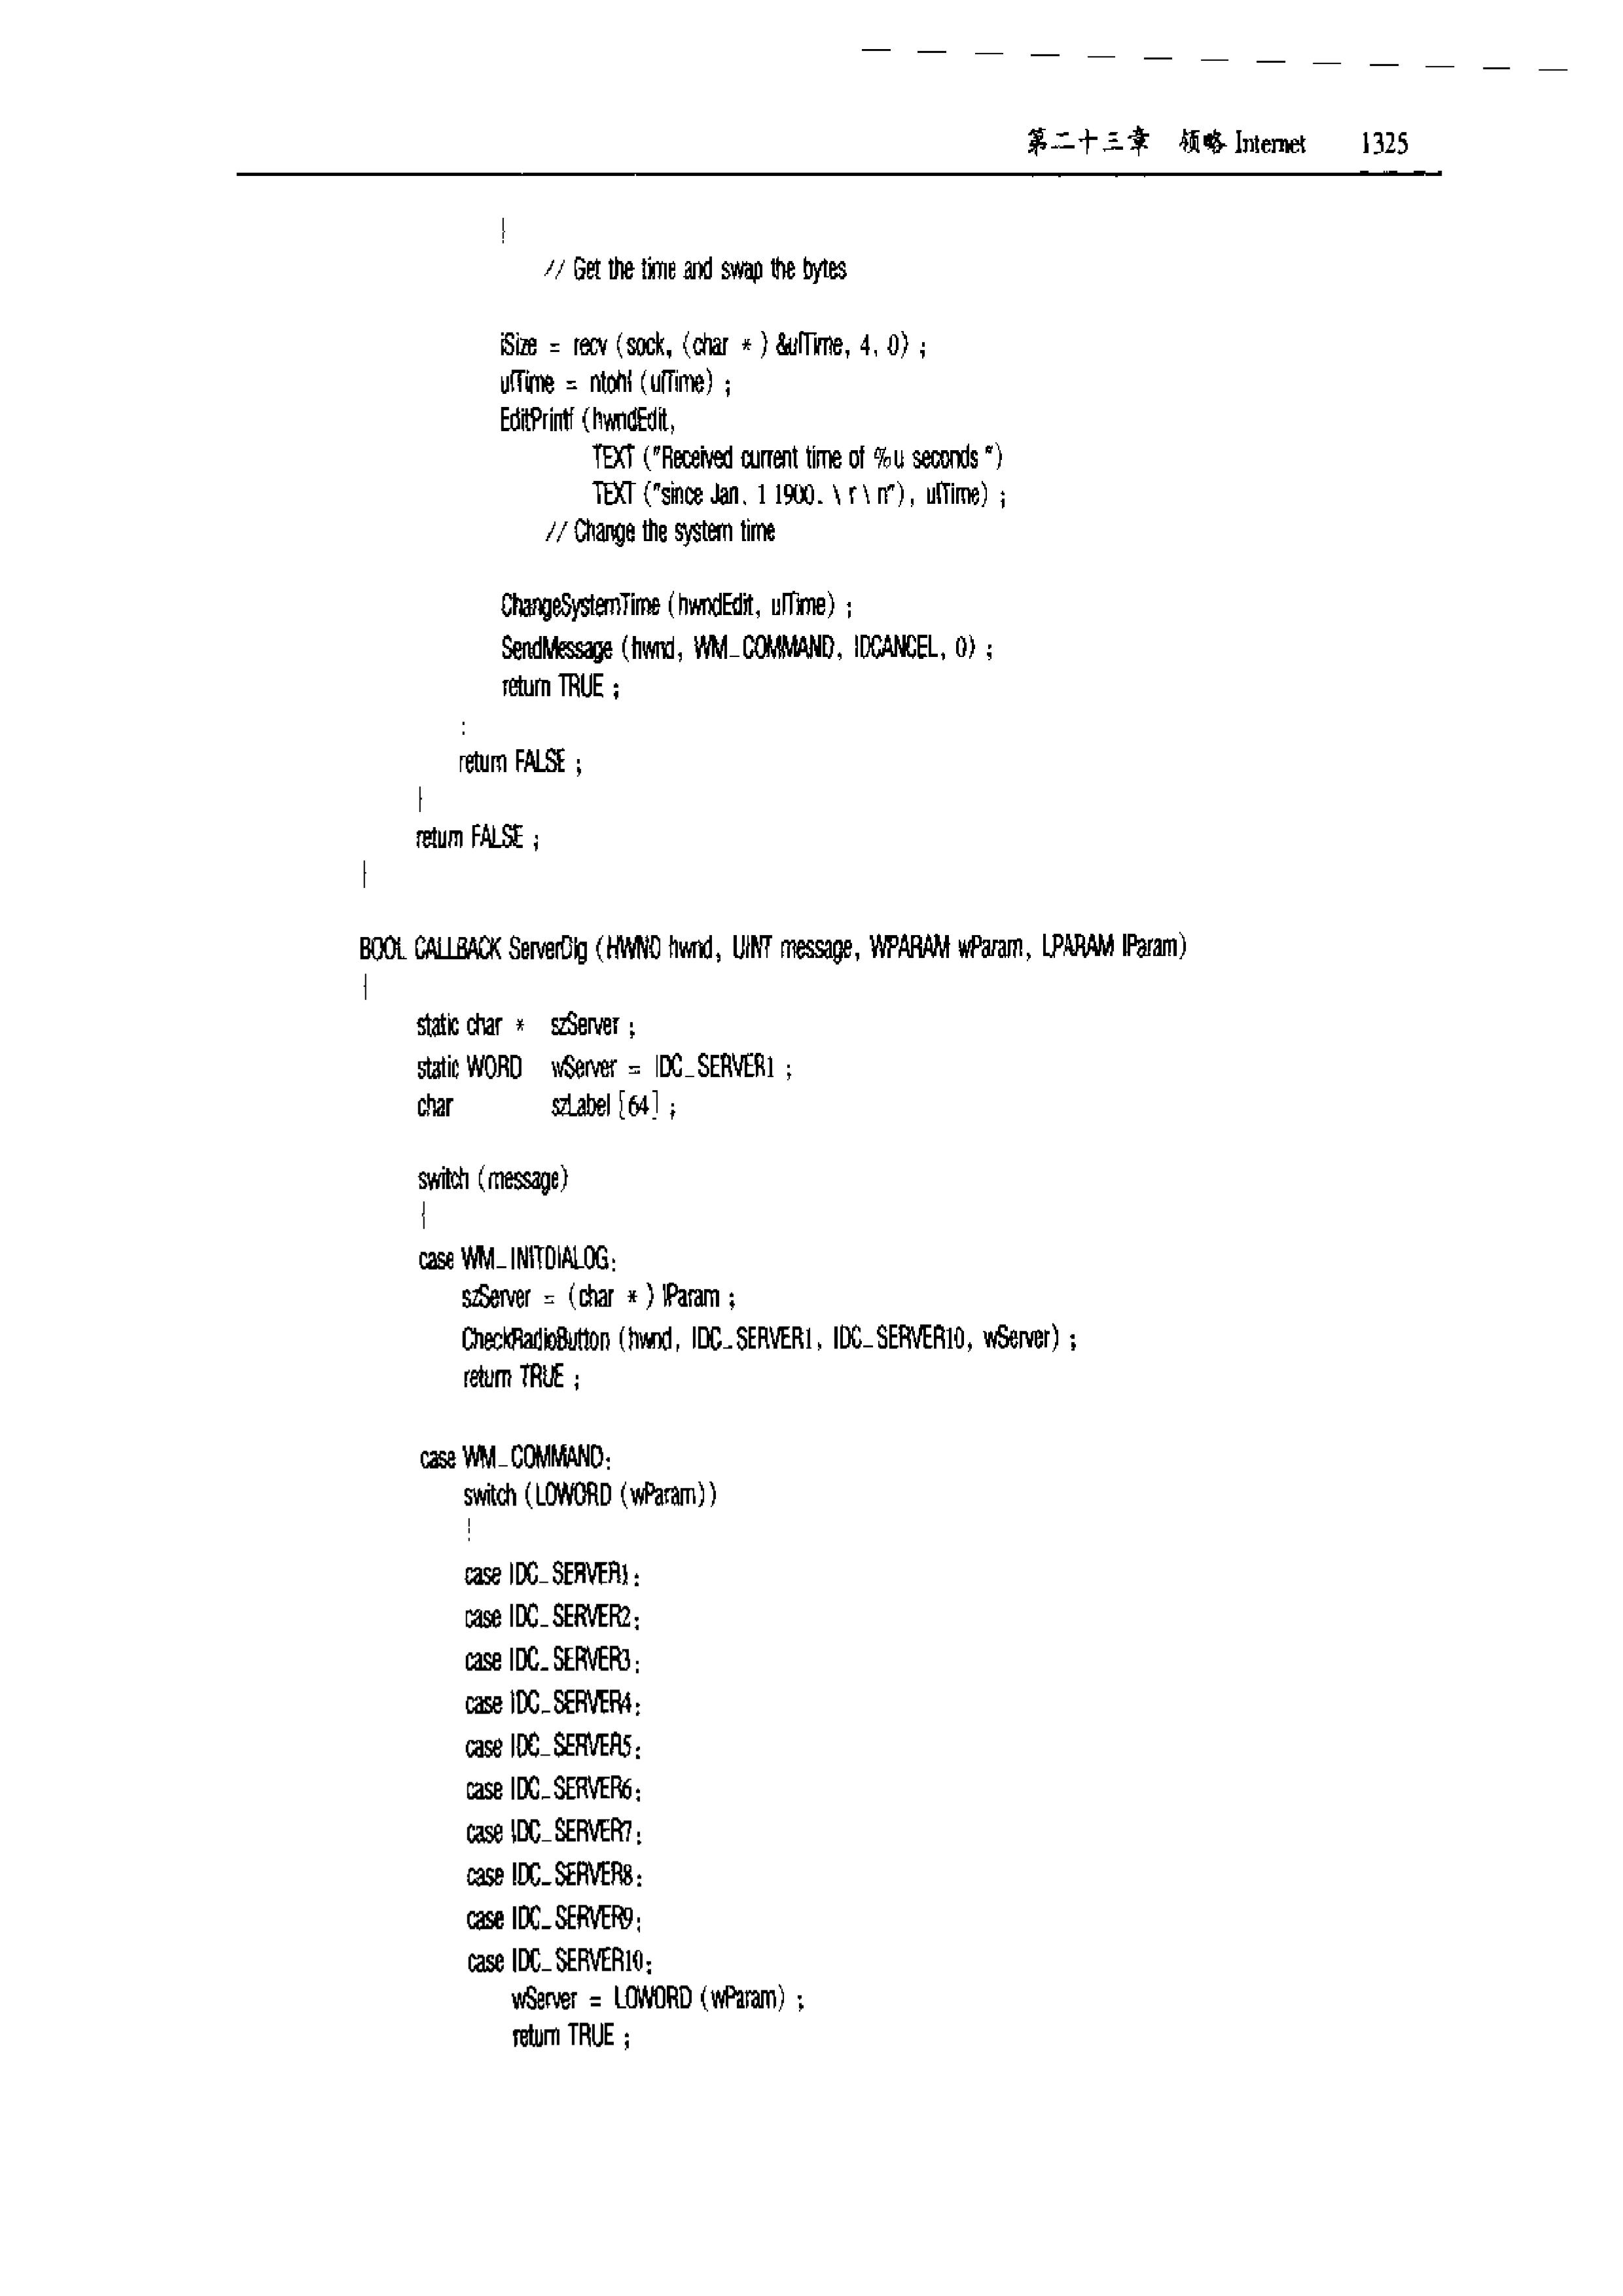 第二十三章 领略 Internet 1325
}
// Get the time and swap the bytes
iSize = recv (sock, (char * ) &ulTime, 4, 0) ;
ulTime = ntohl (ulTime) ;
EditPrintf (hwndEdit,
TEXT ("Received current time of %u seconds ")
TEXT ("since Jan. 1 1900. \ r \ n"), ulTime) ;
// Change the system time
ChangeSystemTime (hwndEdit, ulTime) ;
SendMessage (hwnd, WM_COMMAND, IDCANCEL, 0) ;
return TRUE ;
}
return FALSE ;
}
return FALSE ;
}
BOOL CALLBACK ServerDlg (HWND hwnd, UINT message, WPARAM wParam, LPARAM lParam)
{
static char * szServer ;
static WORD wServer = IDC_SERVER1 ;
char szLabel [64] ;
switch (message)
{
case WM_INITDIALOG:
szServer = (char * ) lParam ;
CheckRadioButton (hwnd, IDC_SERVER1, IDC_SERVER10, wServer) ;
return TRUE ;
case WM_COMMAND:
switch (LOWORD (wParam))
{
case IDC_SERVER1:
case IDC_SERVER2:
case IDC_SERVER3:
case IDC_SERVER4:
case IDC_SERVER5:
case IDC_SERVER6:
case IDC_SERVER7:
case IDC_SERVER8:
case IDC_SERVER9:
case IDC_SERVER10:
wServer = LOWORD (wParam) ;
return TRUE ;